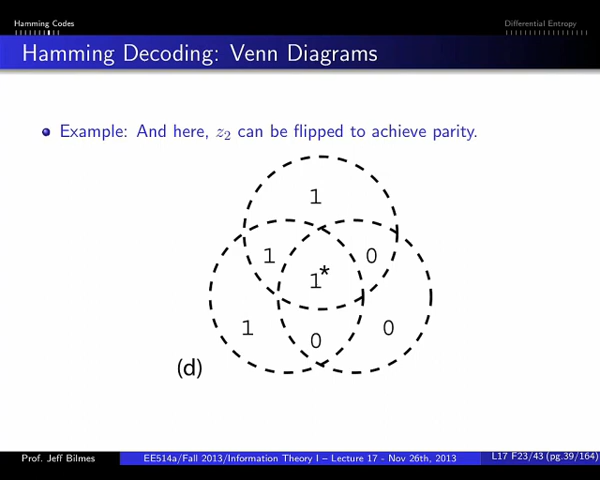 Hamming Codes
Differential Entropy
Hamming Decoding: Venn Diagrams
Example: And here, z2 can be flipped to achieve parity.
1
1 0
1*
1 0 0
(d)
Prof. Jeff Bilmes
EE514a/Fall 2013/Information Theory I – Lecture 17 - Nov 26th, 2013
L17 F23/43 (pg.39/164)